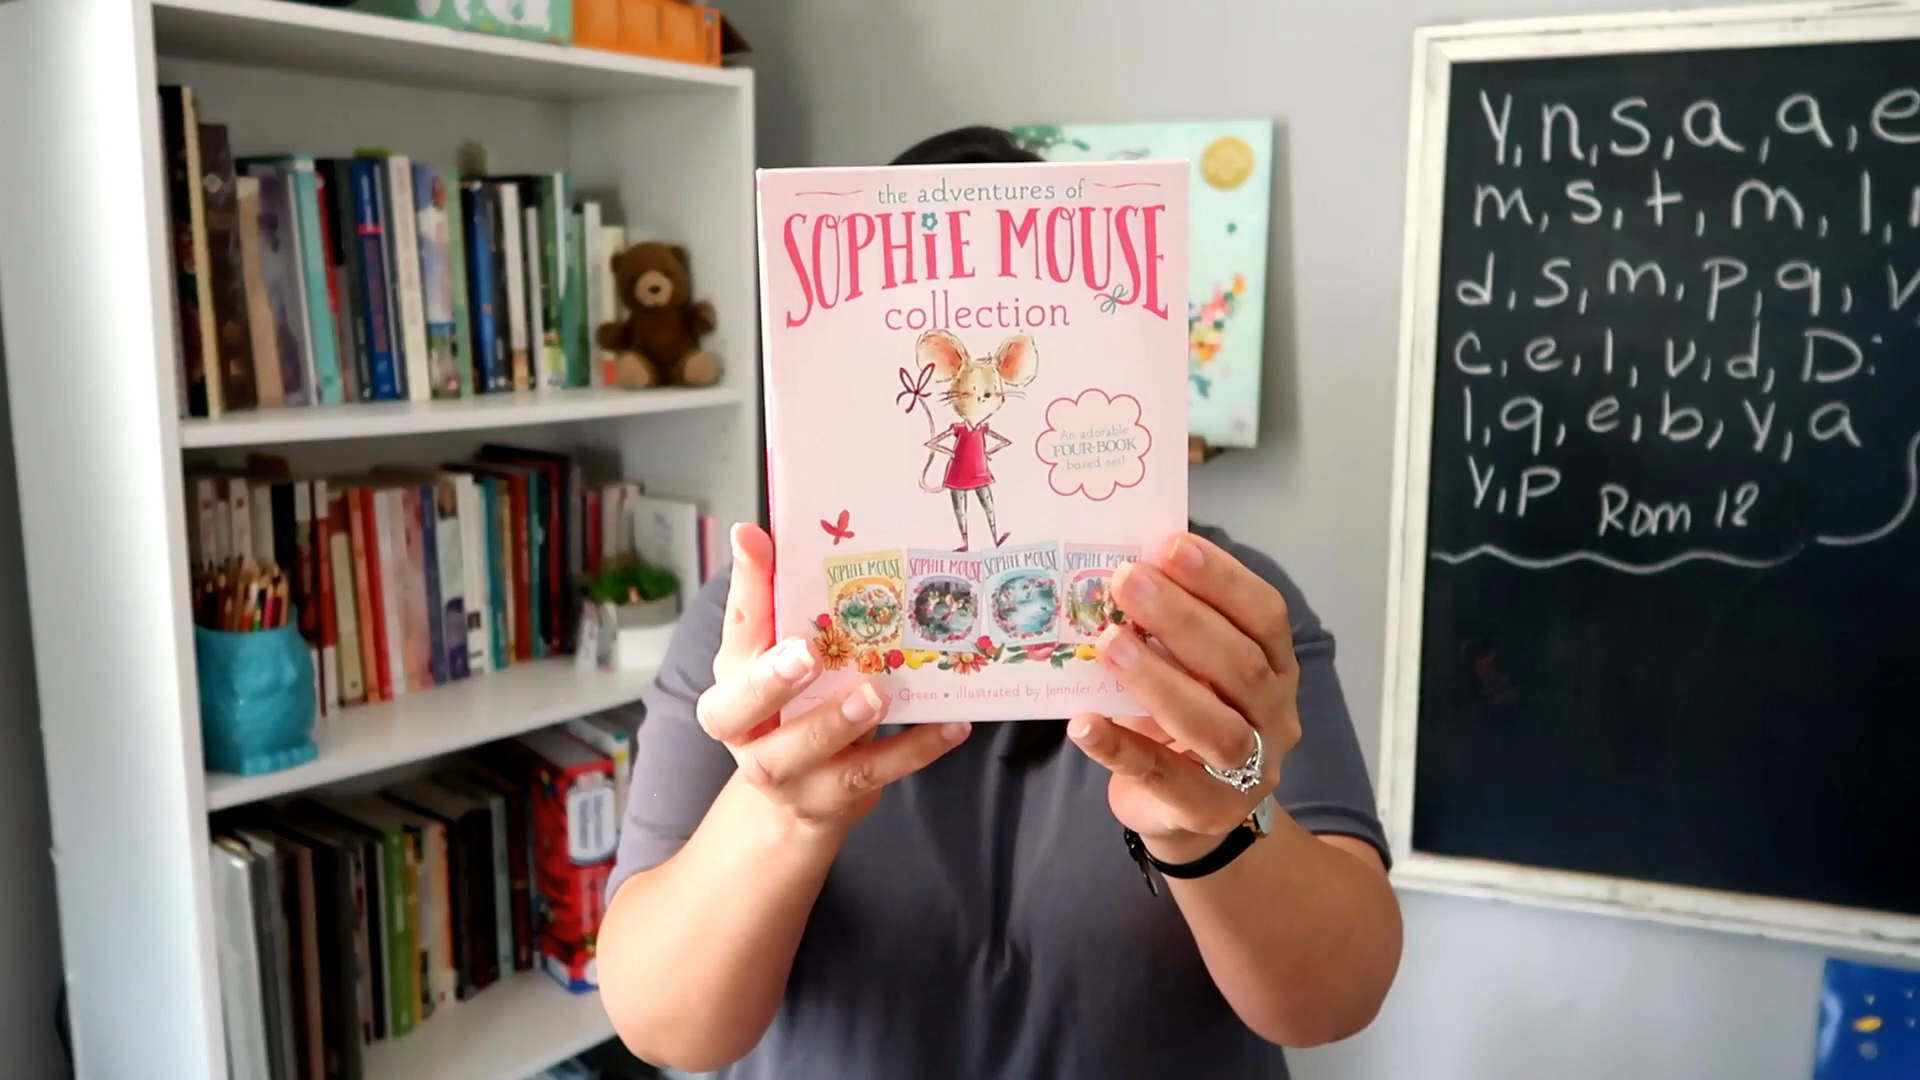 the adventures of
SOPHiE MOUSE
collection
An adorable
FOUR-BOOK
boxed set!
SOPHIE MOUSE
SOPHIE MOUSE
SOPHIE MOUSE
SOPHIE MOUSE
Green • illustrated by Jennifer A. B
y, n, s, a, a, e
m, s, t, m, l,
d, s, m, p, q, v
c, e, l, v, d, D:
l, q, e, b, y, a
y, p Rom 12